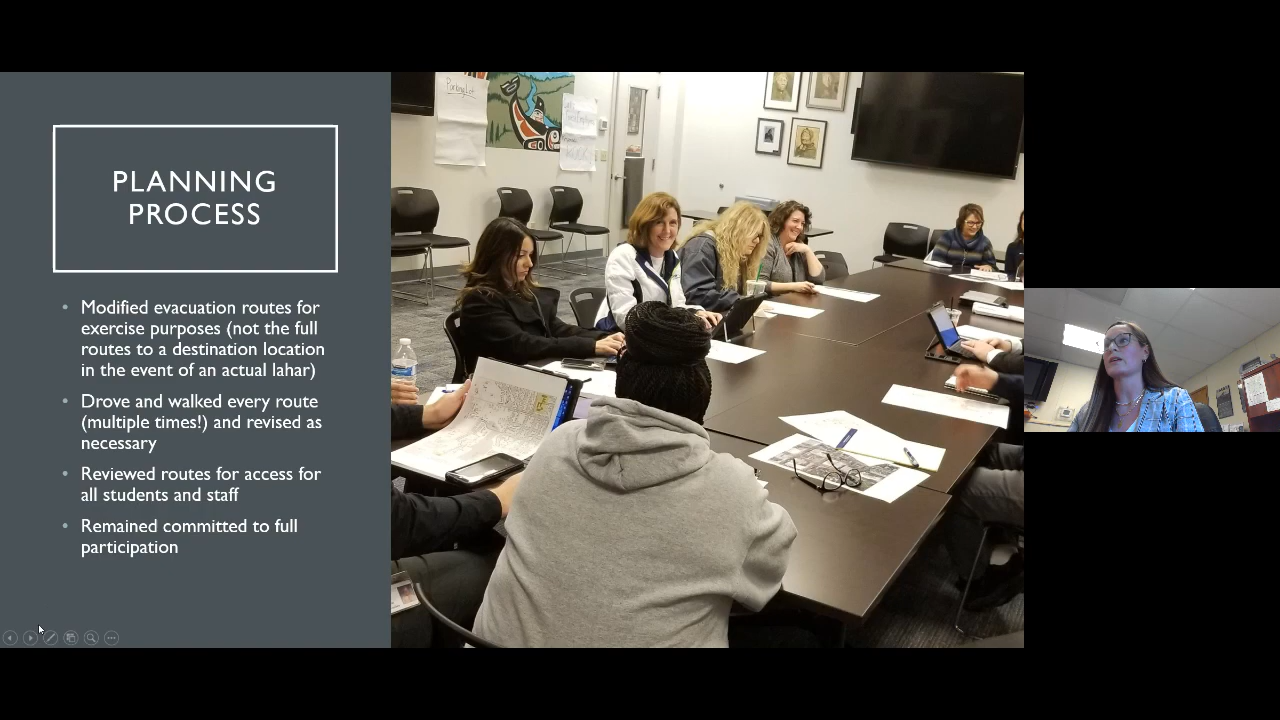 PLANNING
PROCESS
• Modified evacuation routes for
exercise purposes (not the full
routes to a destination location
in the event of an actual lahar)
• Drove and walked every route
(multiple times!) and revised as
necessary
• Reviewed routes for access for
all students and staff
• Remained committed to full
participation
Parking Lot